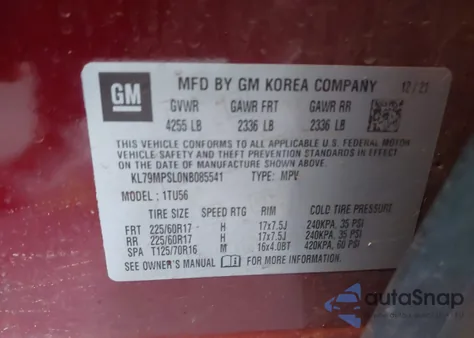 GM
MFD BY GM KOREA COMPANY 12/21
GVWR GAWR FRT GAWR RR
4255 LB 2336 LB 2336 LB
THIS VEHICLE CONFORMS TO ALL APPLICABLE U.S. FEDERAL MOTOR
VEHICLE SAFETY AND THEFT PREVENTION STANDARDS IN EFFECT
ON THE DATE OF MANUFACTURE SHOWN ABOVE.
KL79MPSL0NB085541 TYPE: MPV
MODEL: 1TU56
TIRE SIZE SPEED RTG RIM COLD TIRE PRESSURE
FRT 225/60R17 H 17x7.5J 240KPA, 35 PSI
RR 225/60R17 H 17x7.5J 240KPA, 35 PSI
SPA T125/70R16 M 16x4.0BT 420KPA, 60 PSI
SEE OWNER'S MANUAL FOR MORE INFORMATION.
autoSnap